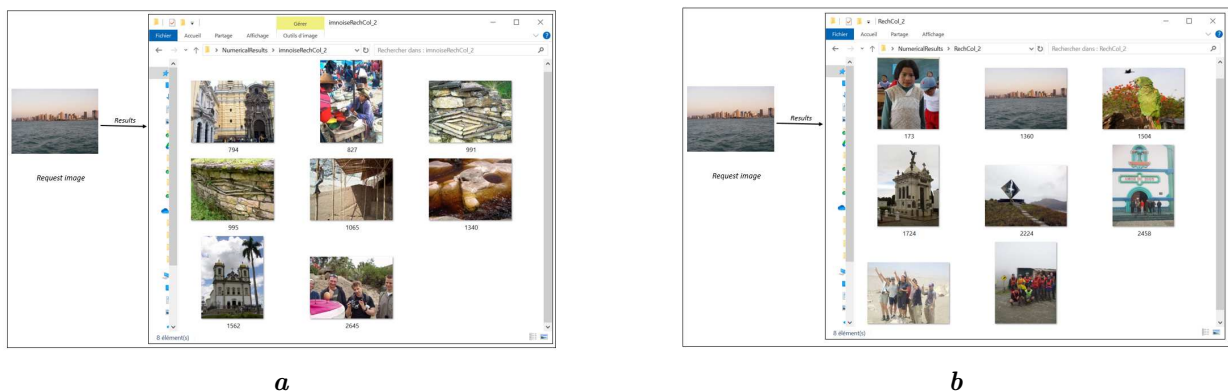 Gérer imnoiseRechCol_2
Fichier Accueil Partage Affichage Outils d'image
NumericalResults > imnoiseRechCol_2 Rechercher dans : imnoiseRechCol_2
Results
Request image
794 827 991
995 1065 1340
1562 2645
8 élément(s)
a
RechCol_2
Fichier Accueil Partage Affichage
NumericalResults > RechCol_2 Rechercher dans : RechCol_2
Results
Request image
173 1360 1504
1724 2224 2458
8 élément(s)
b